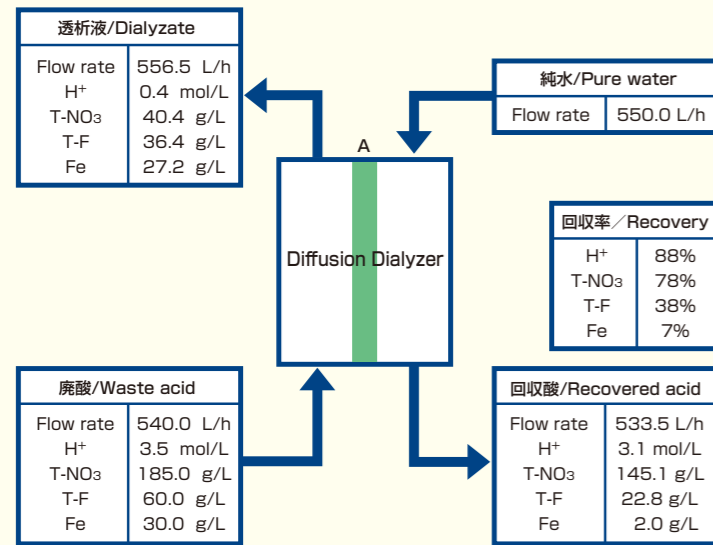 透析液/Dialyzate
Flow rate 556.5 L/h
H⁺ 0.4 mol/L
T-NO₃ 40.4 g/L
T-F 36.4 g/L
Fe 27.2 g/L
純水/Pure water
Flow rate 550.0 L/h
A
Diffusion Dialyzer
回収率／Recovery
H⁺ 88%
T-NO₃ 78%
T-F 38%
Fe 7%
廃酸/Waste acid
Flow rate 540.0 L/h
H⁺ 3.5 mol/L
T-NO₃ 185.0 g/L
T-F 60.0 g/L
Fe 30.0 g/L
回収酸/Recovered acid
Flow rate 533.5 L/h
H⁺ 3.1 mol/L
T-NO₃ 145.1 g/L
T-F 22.8 g/L
Fe 2.0 g/L